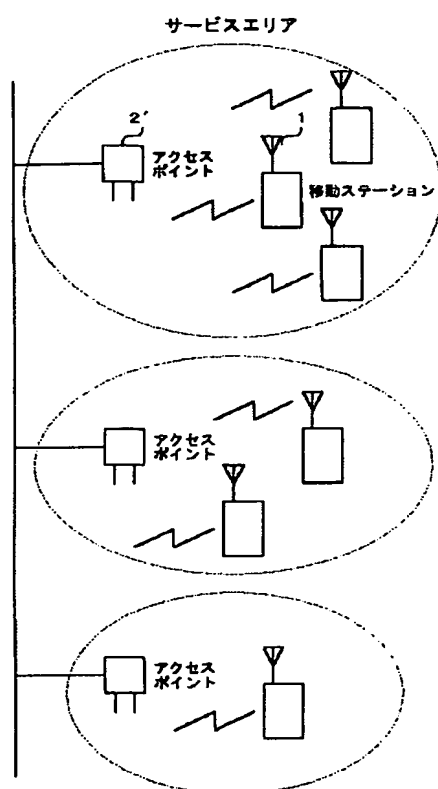 サービスエリア
2′
1
アクセス
ポイント
移動ステーション
アクセス
ポイント
アクセス
ポイント